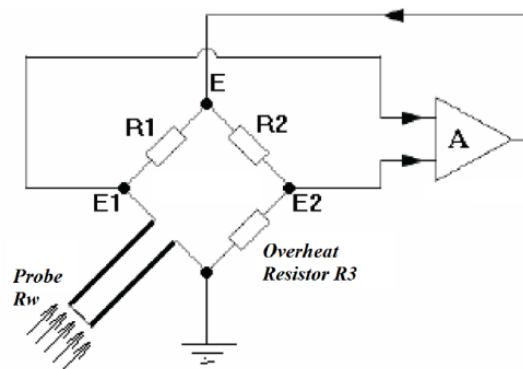 E
R1
R2
A
E1
E2
Overheat
Resistor R3
Probe
Rw